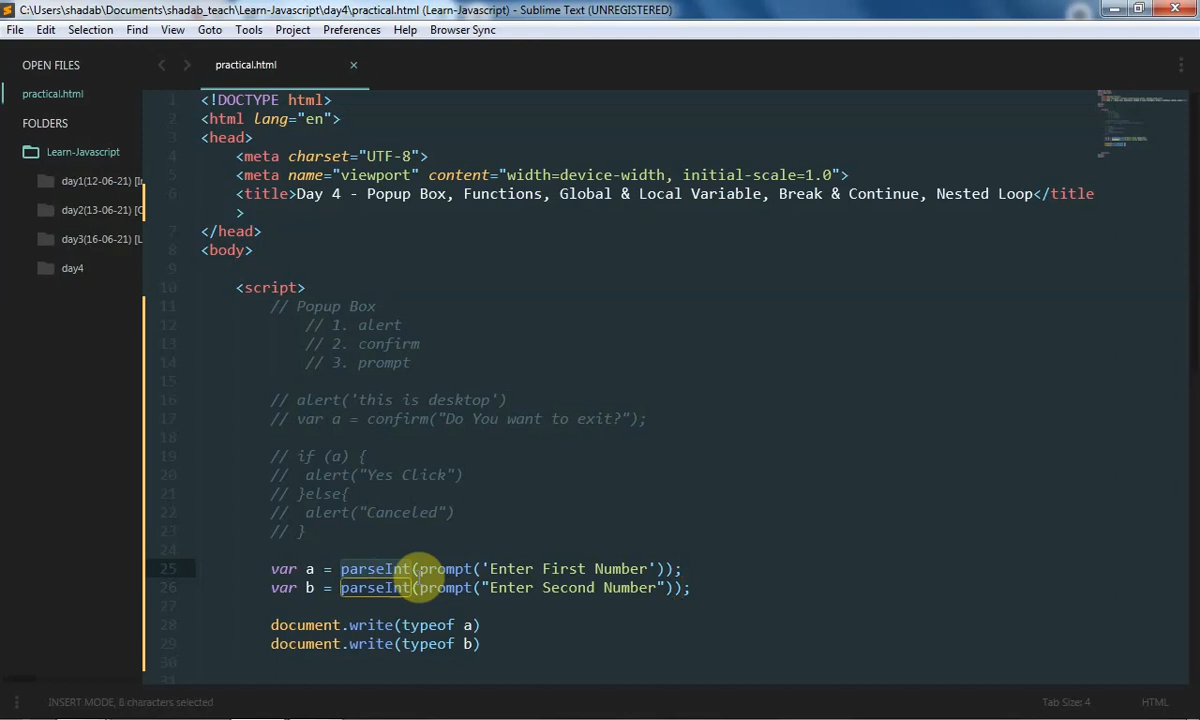 C:\Users\shadab\Documents\shadab_teach\Learn-Javascript\day4\practical.html (Learn-Javascript) - Sublime Text (UNREGISTERED)
File Edit Selection Find View Goto Tools Project Preferences Help Browser Sync
OPEN FILES
practical.html
FOLDERS
Learn-Javascript
day1(12-06-21) [In
day2(13-06-21) [C
day3(16-06-21) [L
day4
practical.html
1 <!DOCTYPE html>
2 <html lang="en">
3 <head>
4 <meta charset="UTF-8">
5 <meta name="viewport" content="width=device-width, initial-scale=1.0">
6 <title>Day 4 - Popup Box, Functions, Global & Local Variable, Break & Continue, Nested Loop</title
>
7 </head>
8 <body>
9
10 <script>
11 // Popup Box
12 // 1. alert
13 // 2. confirm
14 // 3. prompt
15
16 // alert('this is desktop')
17 // var a = confirm("Do You want to exit?");
18
19 // if (a) {
20 // alert("Yes Click")
21 // }else{
22 // alert("Canceled")
23 // }
24
25 var a = parseInt(prompt('Enter First Number'));
26 var b = parseInt(prompt("Enter Second Number"));
27
28 document.write(typeof a)
29 document.write(typeof b)
30
31
INSERT MODE, 8 characters selected
Tab Size: 4
HTML